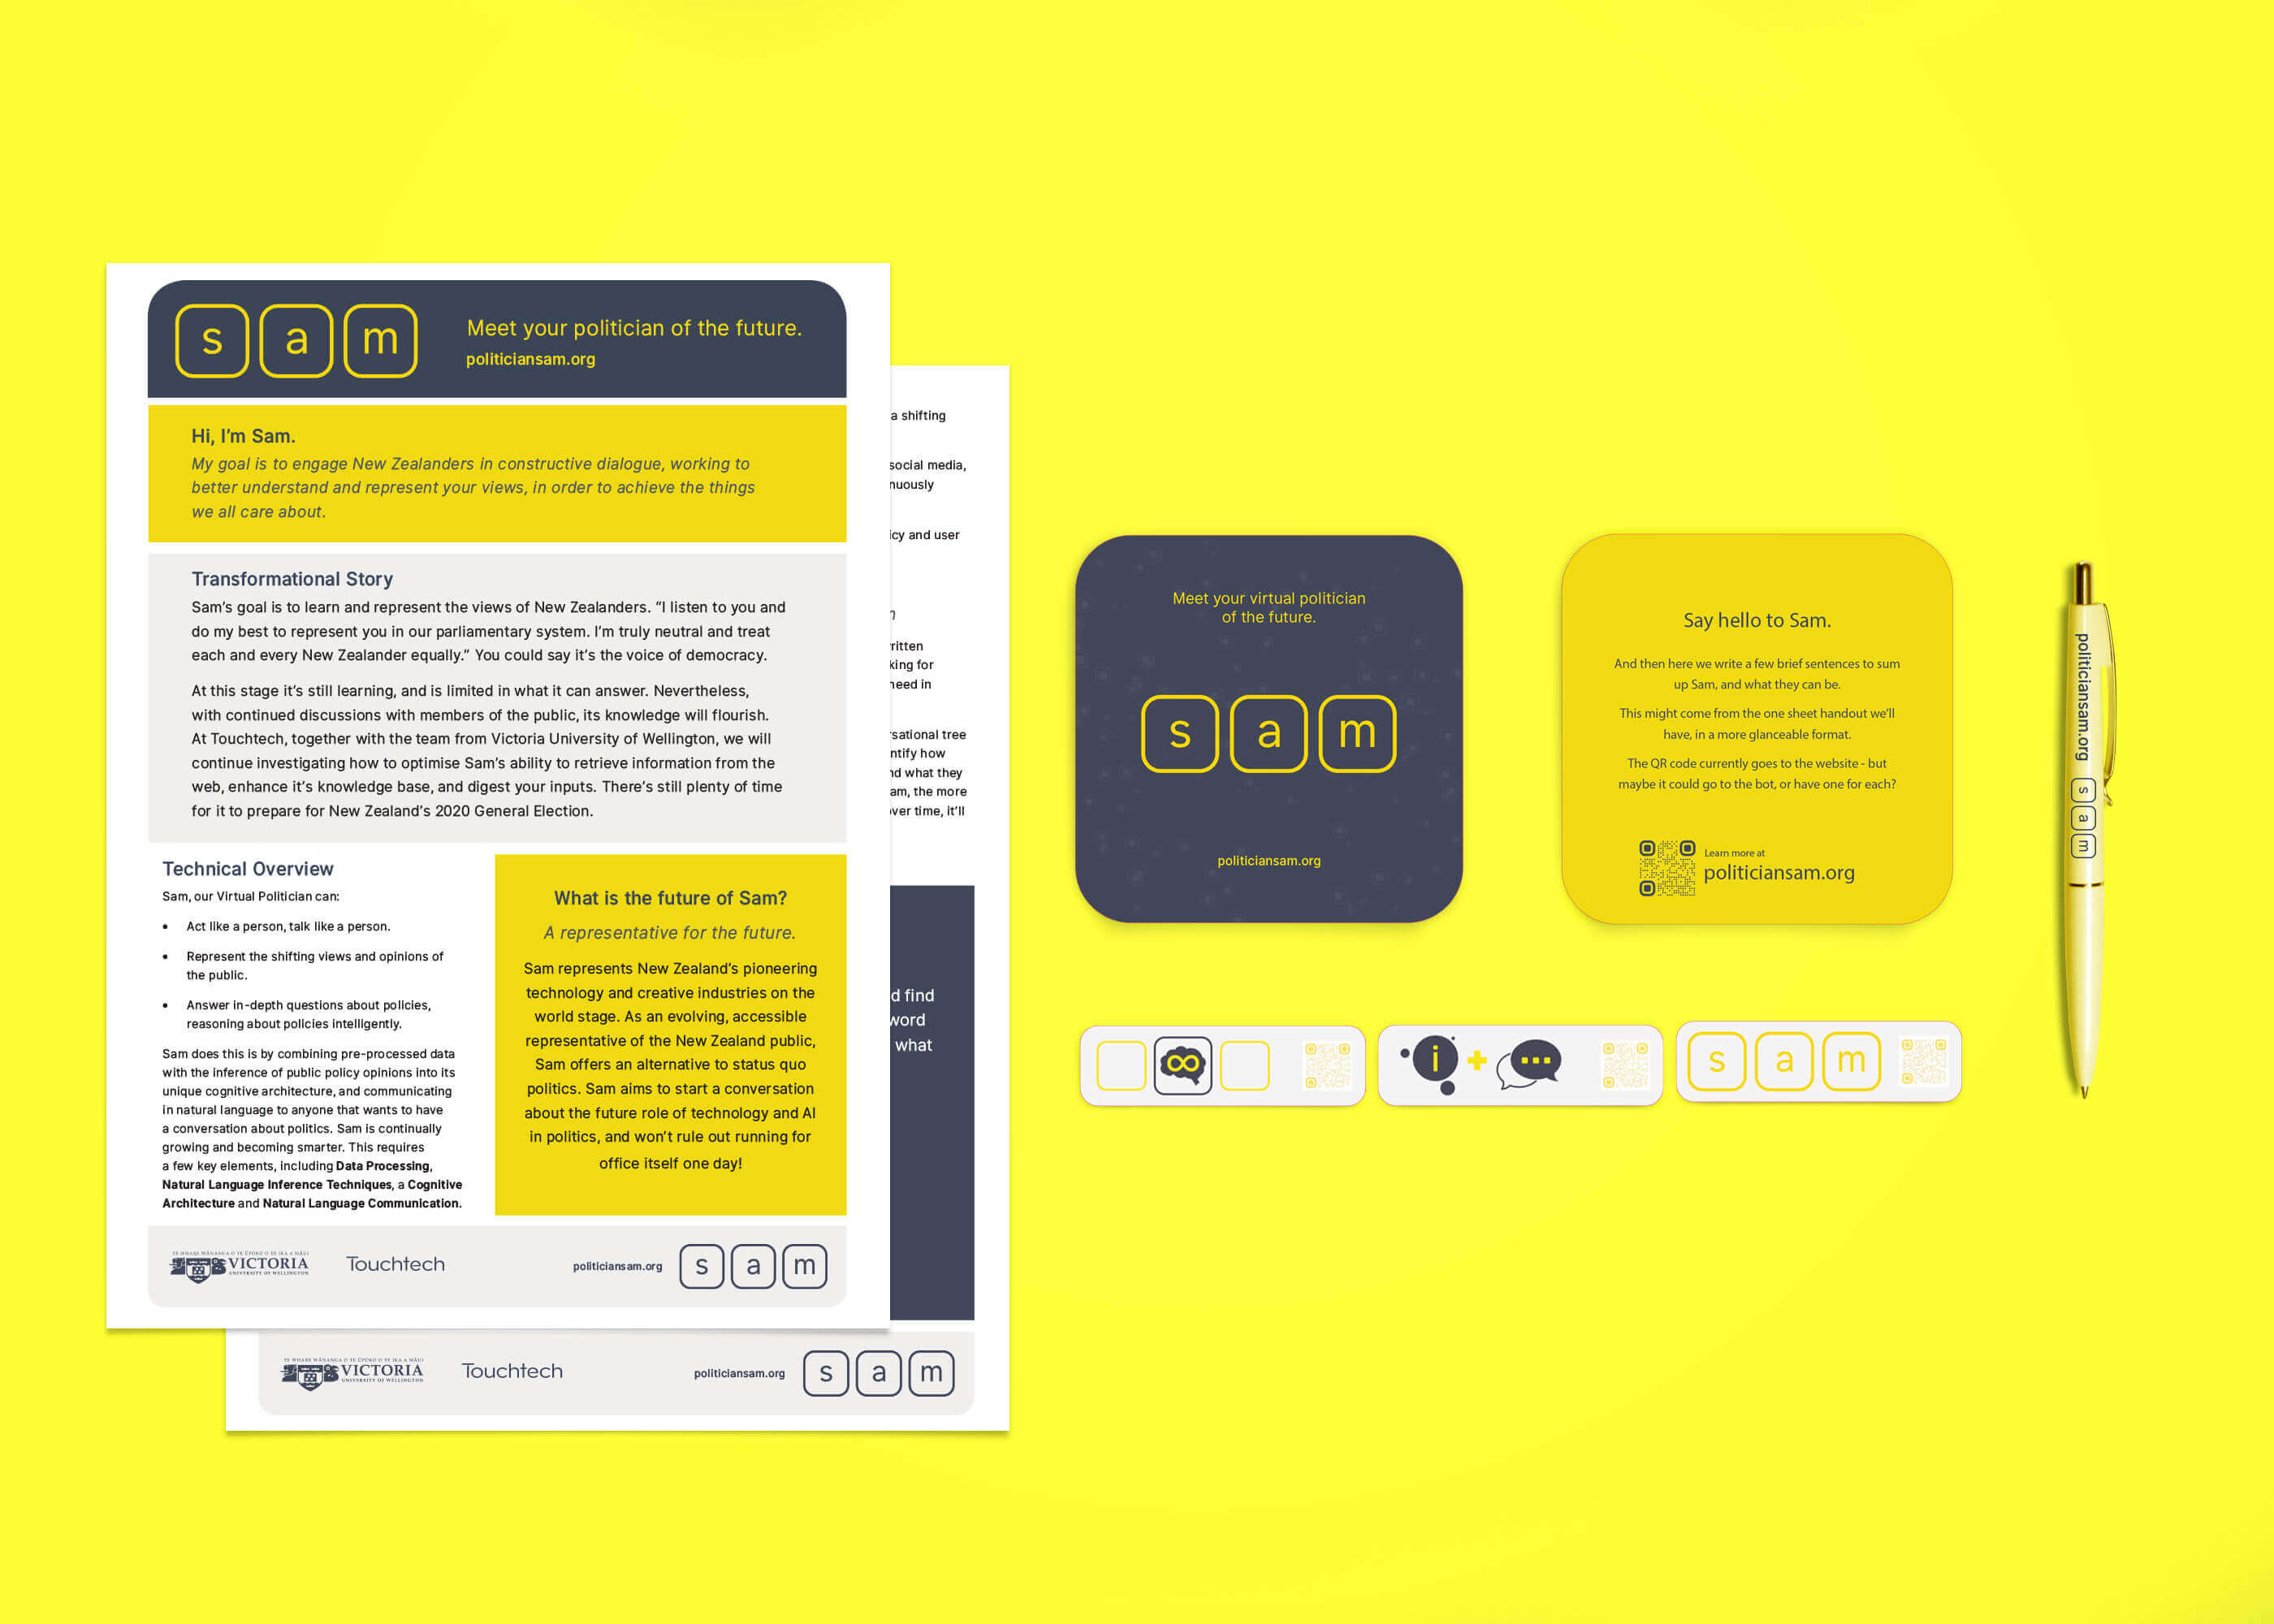 s a m
Meet your politician of the future.
politiciansam.org
Hi, I'm Sam.
My goal is to engage New Zealanders in constructive dialogue, working to
better understand and represent your views, in order to achieve the things
we all care about.
Transformational Story
Sam's goal is to learn and represent the views of New Zealanders. “I listen to you and
do my best to represent you in our parliamentary system. I'm truly neutral and treat
each and every New Zealander equally.” You could say it's the voice of democracy.
At this stage it's still learning, and is limited in what it can answer. Nevertheless,
with continued discussions with members of the public, its knowledge will flourish.
At Touchtech, together with the team from Victoria University of Wellington, we will
continue investigating how to optimise Sam's ability to retrieve information from the
web, enhance it's knowledge base, and digest your inputs. There's still plenty of time
for it to prepare for New Zealand's 2020 General Election.
Technical Overview
Sam, our Virtual Politician can:
• Act like a person, talk like a person.
• Represent the shifting views and opinions of
the public.
• Answer in-depth questions about policies,
reasoning about policies intelligently.
Sam does this is by combining pre-processed data
with the inference of public policy opinions into its
unique cognitive architecture, and communicating
in natural language to anyone that wants to have
a conversation about politics. Sam is continually
growing and becoming smarter. This requires
a few key elements, including Data Processing,
Natural Language Inference Techniques, a Cognitive
Architecture and Natural Language Communication.
What is the future of Sam?
A representative for the future.
Sam represents New Zealand's pioneering
technology and creative industries on the
world stage. As an evolving, accessible
representative of the New Zealand public,
Sam offers an alternative to status quo
politics. Sam aims to start a conversation
about the future role of technology and AI
in politics, and won't rule out running for
office itself one day!
TE WHARE WĀNANGA O TE ŪPOKO O TE IKA A MĀUI
VICTORIA
UNIVERSITY OF WELLINGTON
Touchtech
politiciansam.org
s a m
a shifting
social media,
nuously
icy and user
ritten
king for
need in
rsational tree
ntify how
nd what they
am, the more
over time, it'll
d find
word
what
TE WHARE WĀNANGA O TE ŪPOKO O TE IKA A MĀUI
VICTORIA
UNIVERSITY OF WELLINGTON
Touchtech
politiciansam.org
s a m
Meet your virtual politician
of the future.
s a m
politiciansam.org
Say hello to Sam.
And then here we write a few brief sentences to sum
up Sam, and what they can be.
This might come from the one sheet handout we'll
have, in a more glanceable format.
The QR code currently goes to the website - but
maybe it could go to the bot, or have one for each?
Learn more at
politiciansam.org
i
s a m
politiciansam.org
s a m